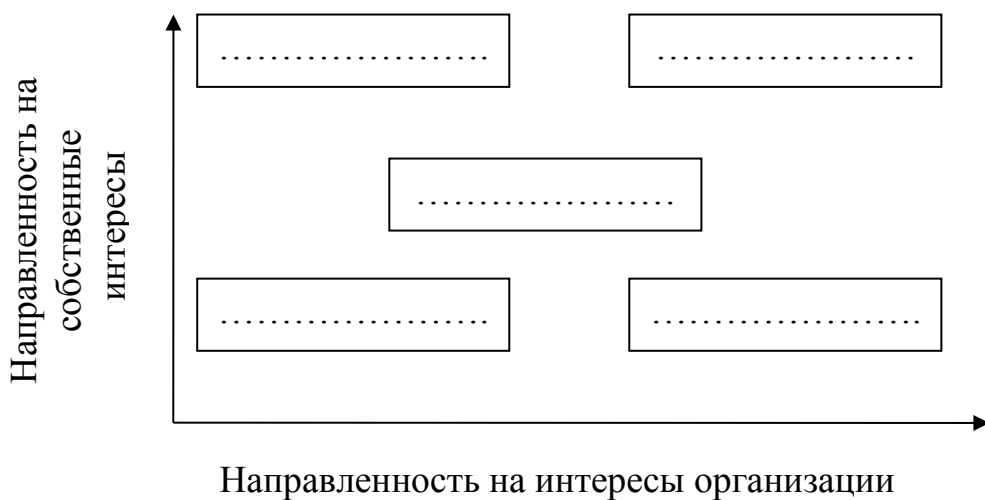 Направленность на
собственные
интересы
.....................
....................
....................
.....................
.....................
Направленность на интересы организации